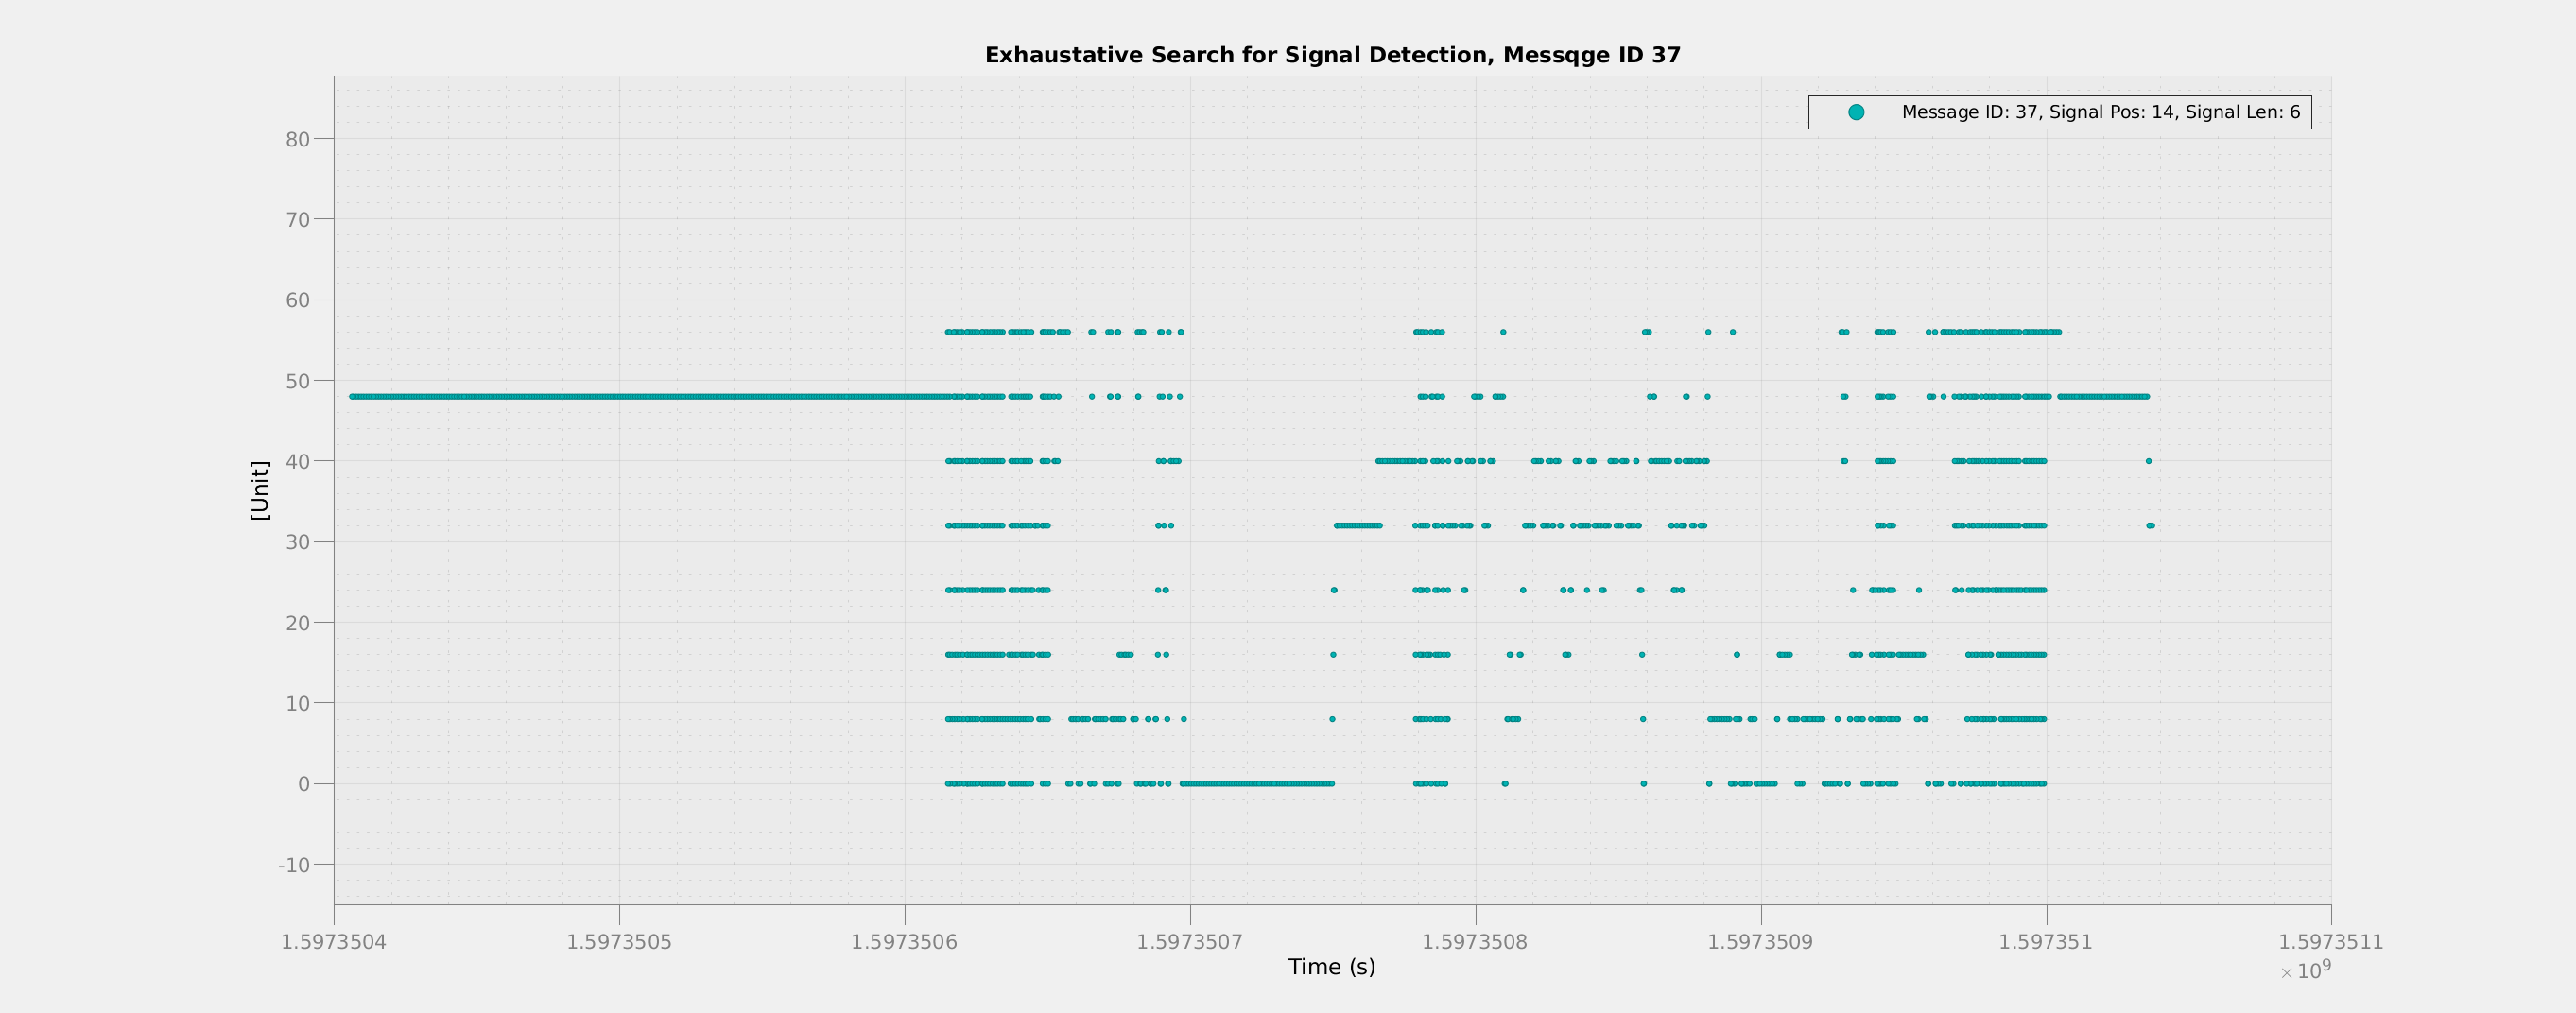 Exhaustative Search for Signal Detection, Messqge ID 37
Message ID: 37, Signal Pos: 14, Signal Len: 6
80
70
60
50
40
30
20
10
0
-10
[Unit]
1.5973504 1.5973505 1.5973506 1.5973507 1.5973508 1.5973509 1.597351 1.5973511
Time (s)
× 10⁹